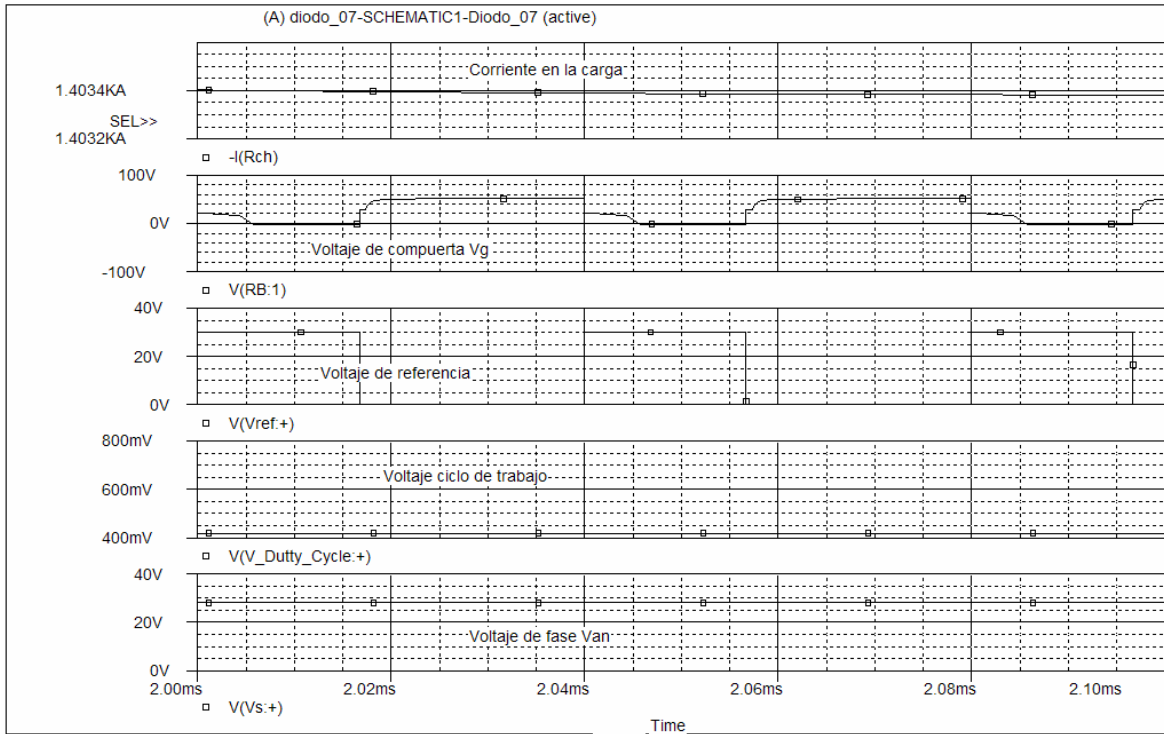 (A) diodo_07-SCHEMATIC1-Diodo_07 (active)
Corriente en la carga
1.4034KA
SEL>>
1.4032KA
-I(Rch)
100V
0V
Voltaje de compuerta Vg
-100V
V(RB:1)
40V
20V
Voltaje de referencia
0V
V(Vref:+)
800mV
Voltaje ciclo de trabajo
600mV
400mV
V(V_Dutty_Cycle:+)
40V
20V
Voltaje de fase Van
0V
2.00ms 2.02ms 2.04ms 2.06ms 2.08ms 2.10ms
V(Vs:+)
Time